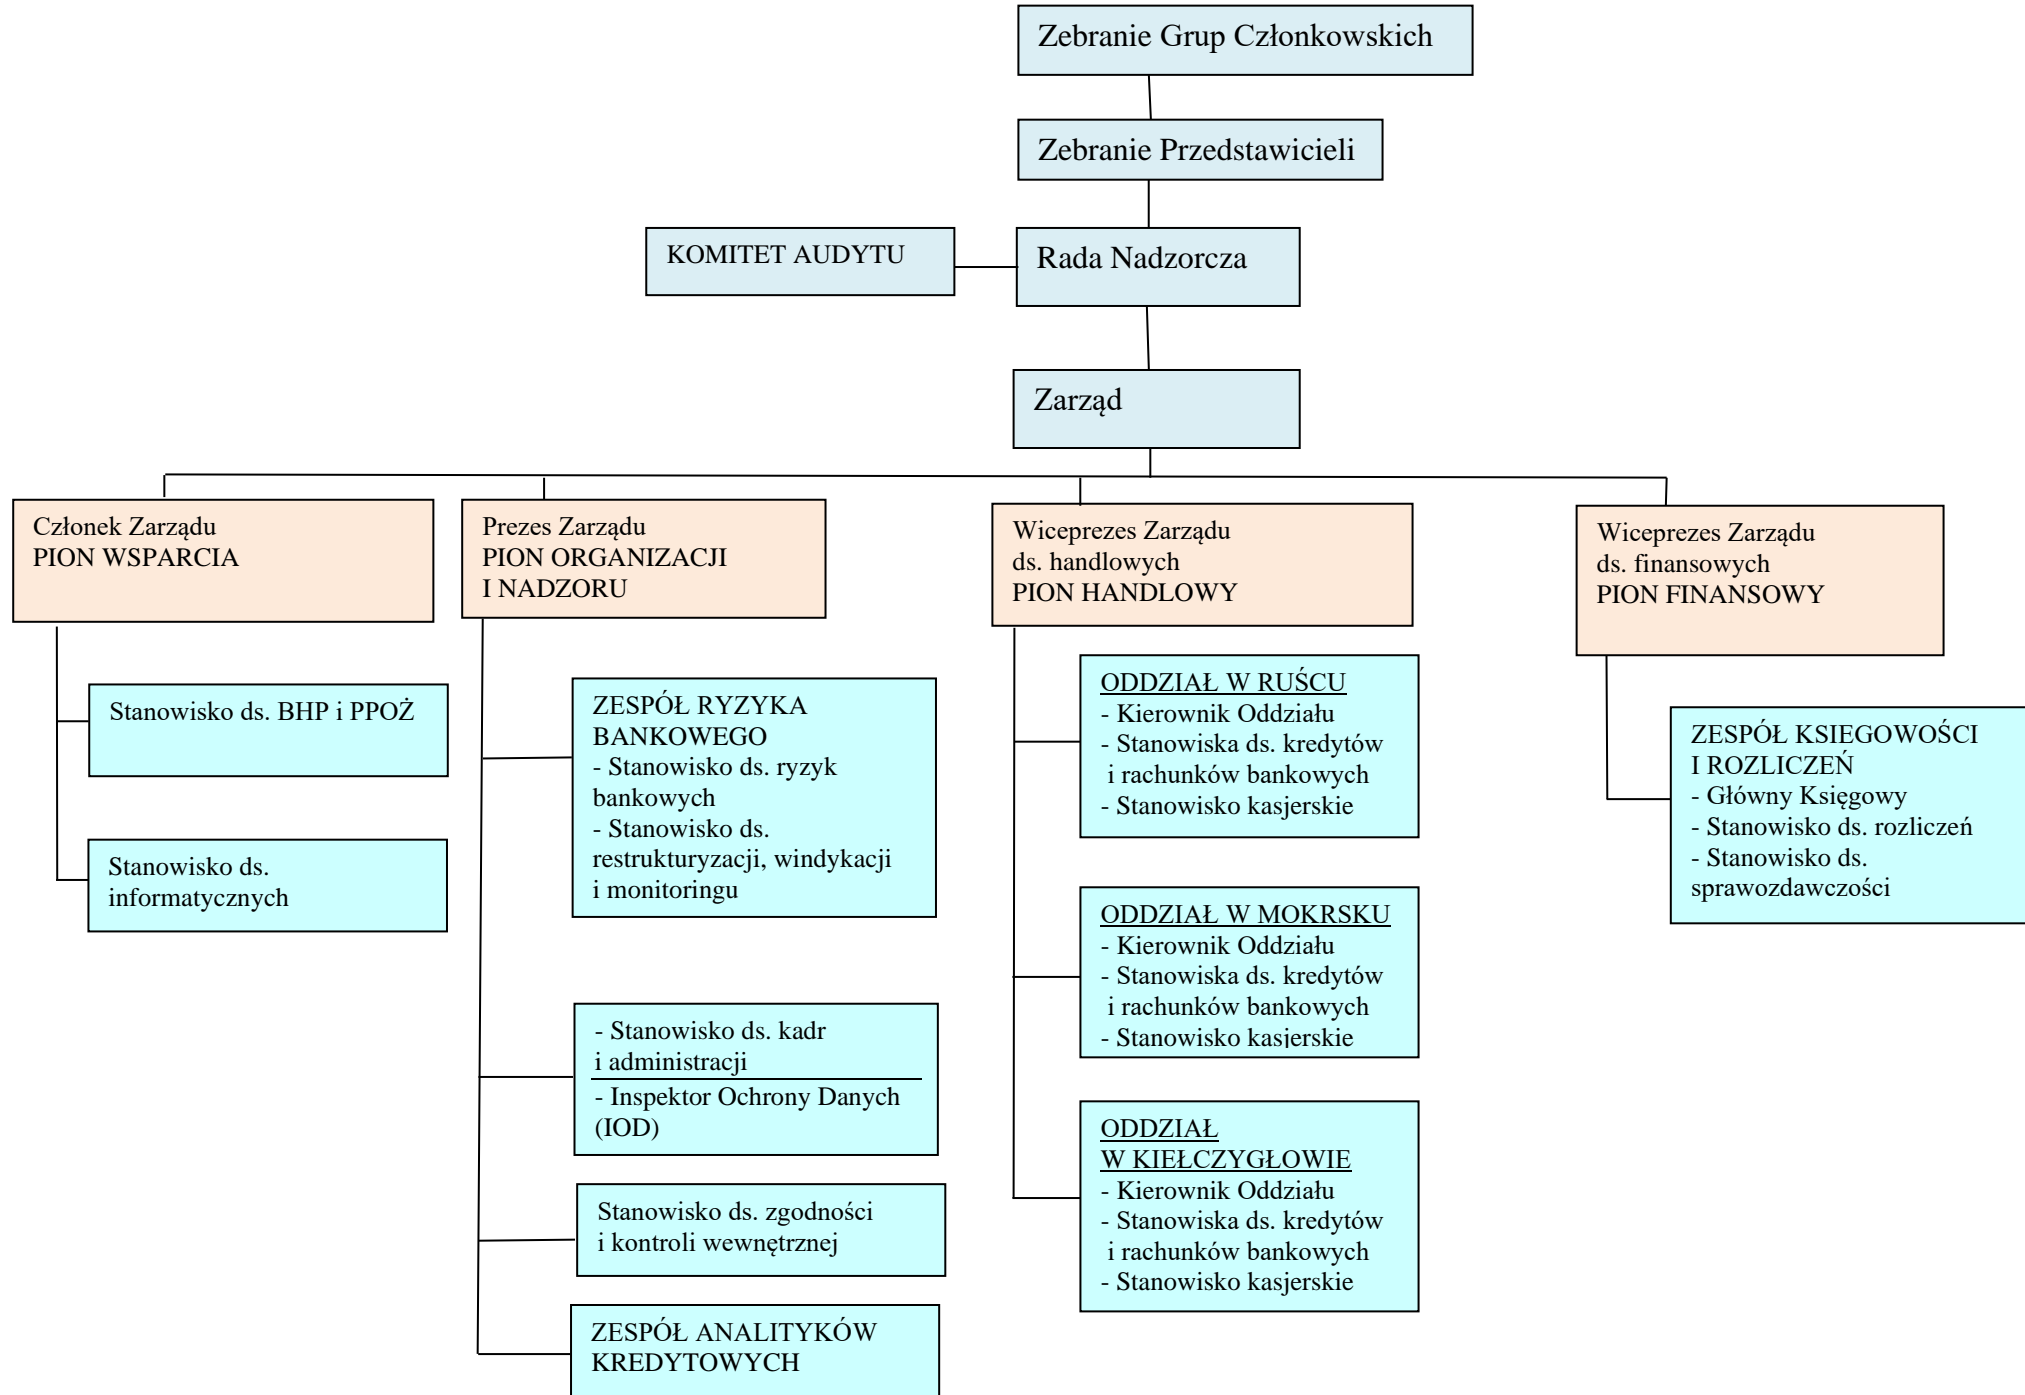 Zebranie Grup Członkowskich
Zebranie Przedstawicieli
KOMITET AUDYTU
Rada Nadzorcza
Zarząd
Członek Zarządu
PION WSPARCIA
Prezes Zarządu
PION ORGANIZACJI
I NADZORU
Wiceprezes Zarządu
ds. handlowych
PION HANDLOWY
Wiceprezes Zarządu
ds. finansowych
PION FINANSOWY
Stanowisko ds. BHP i PPOŻ
Stanowisko ds.
informatycznych
ZESPÓŁ RYZYKA
BANKOWEGO
- Stanowisko ds. ryzyk
bankowych
- Stanowisko ds.
restrukturyzacji, windykacji
i monitoringu
- Stanowisko ds. kadr
i administracji
- Inspektor Ochrony Danych
(IOD)
Stanowisko ds. zgodności
i kontroli wewnętrznej
ZESPÓŁ ANALITYKÓW
KREDYTOWYCH
ODDZIAŁ W RUŚCU
- Kierownik Oddziału
- Stanowiska ds. kredytów
i rachunków bankowych
- Stanowisko kasjerskie
ODDZIAŁ W MOKRSKU
- Kierownik Oddziału
- Stanowiska ds. kredytów
i rachunków bankowych
- Stanowisko kasjerskie
ODDZIAŁ
W KIEŁCZYGŁOWIE
- Kierownik Oddziału
- Stanowiska ds. kredytów
i rachunków bankowych
- Stanowisko kasjerskie
ZESPÓŁ KSIEGOWOŚCI
I ROZLICZEŃ
- Główny Księgowy
- Stanowisko ds. rozliczeń
- Stanowisko ds.
sprawozdawczości